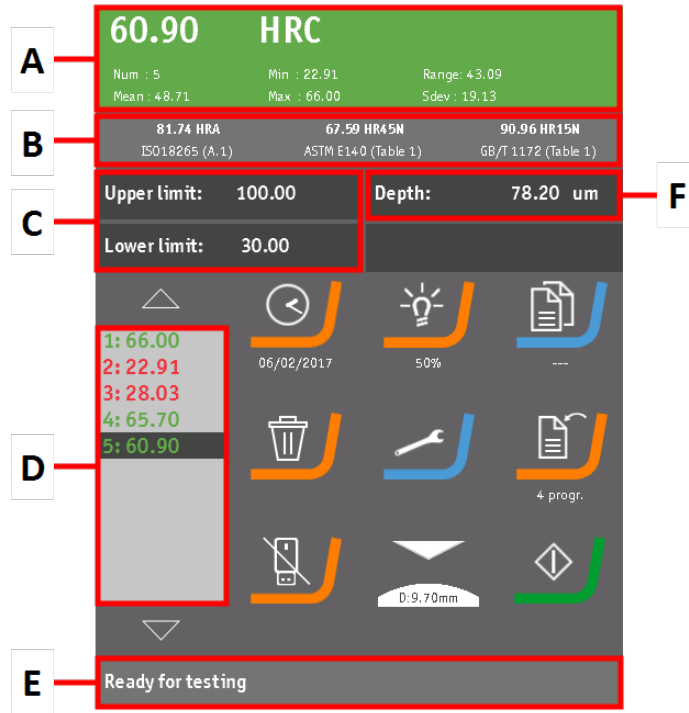 60.90 HRC
A
Num : 5 Min : 22.91 Range: 43.09
Mean : 48.71 Max : 66.00 Sdev : 19.13
B
81.74 HRA 67.59 HR45N 90.96 HR15N
ISO18265 (A.1) ASTM E140 (Table 1) GB/T 1172 (Table 1)
C
Upper limit: 100.00 Depth: 78.20 um
F
Lower limit: 30.00
1: 66.00
2: 22.91
3: 28.03
4: 65.70
5: 60.90
D
06/02/2017 50% ---
4 progr.
D:9.70mm
E
Ready for testing